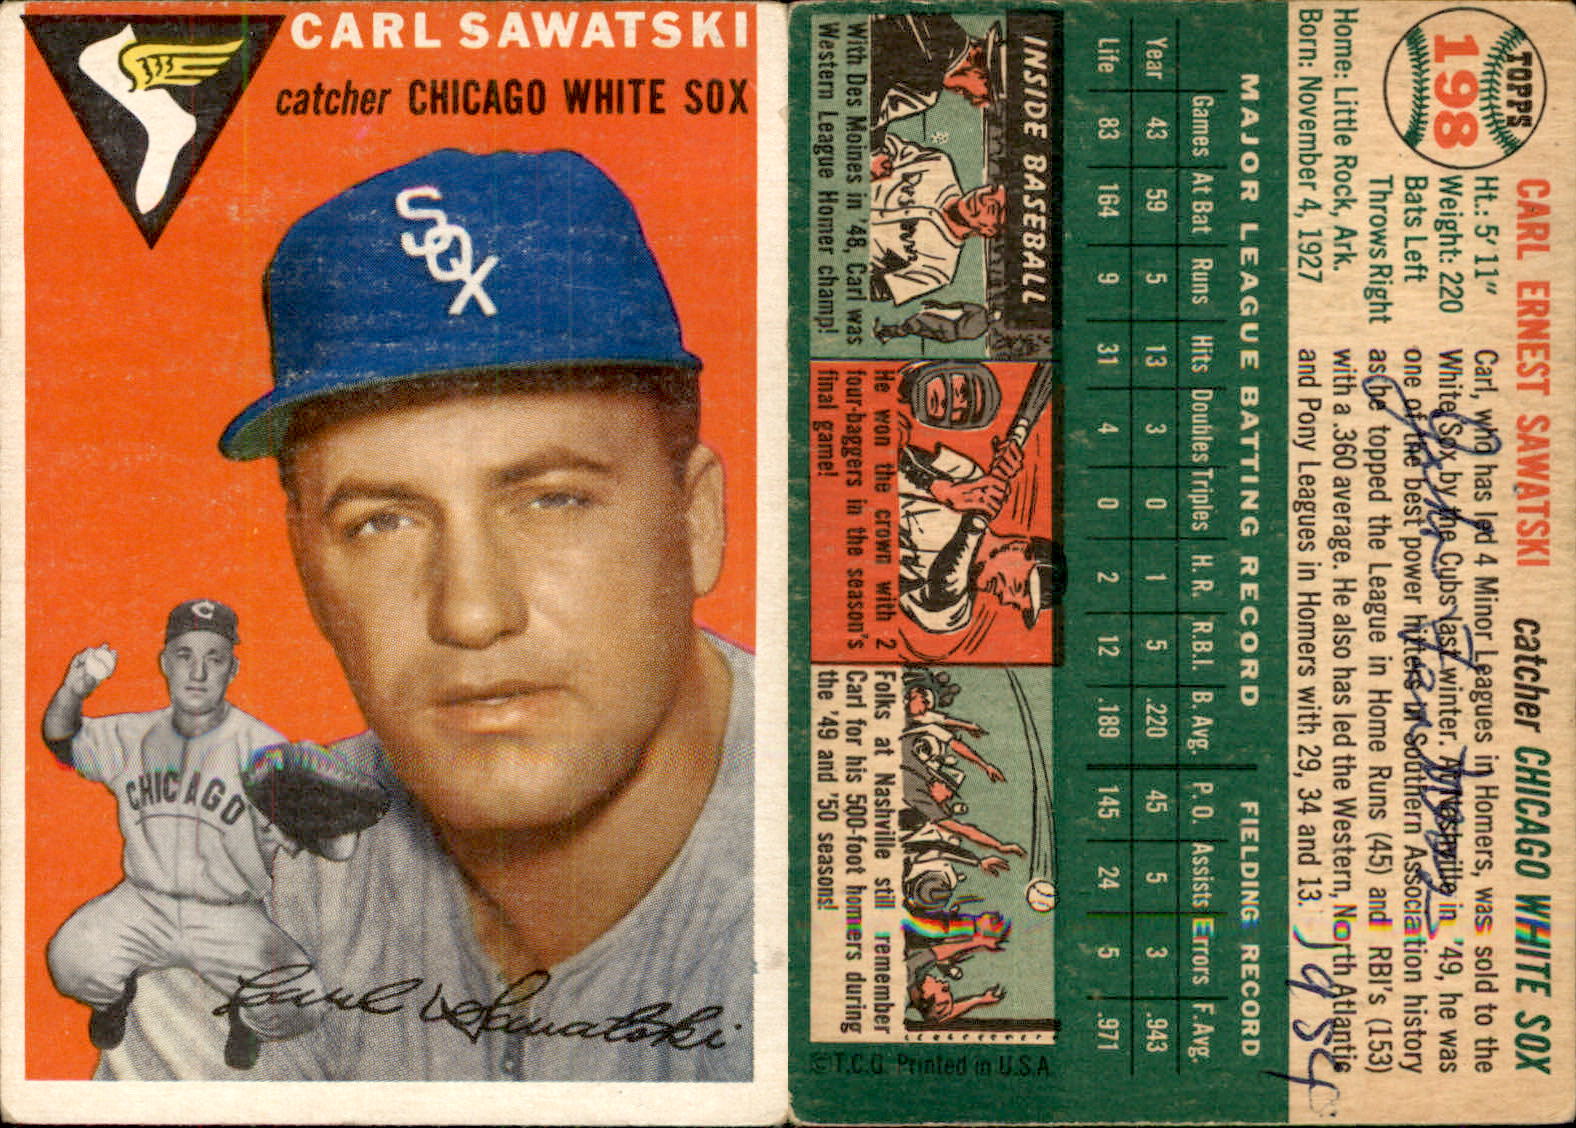 CARL SAWATSKI
catcher CHICAGO WHITE SOX
SOX
C
CHICAGO
Carl Sawatski
TOPPS
198
CARL ERNEST SAWATSKI catcher CHICAGO WHITE SOX
Ht.: 5' 11"
Weight: 220
Bats Left
Throws Right
Home: Little Rock, Ark.
Born: November 4, 1927
Carl, who has led 4 Minor Leagues in Homers, was sold to the
White Sox by the Cubs last winter. At Nashville in '49, he was
one of the best power hitters in Southern Association history
as he topped the League in Home Runs (45) and RBI's (153)
with a .360 average. He also has led the Western, North Atlantic
and Pony Leagues in Homers with 29, 34 and 13.
John
1954
MAJOR LEAGUE BATTING RECORD FIELDING RECORD
Games At Bat Runs Hits Doubles Triples H.R. R.B.I. B. Avg. P.O. Assists Errors F. Avg.
Year 43 59 5 13 3 0 1 5 .220 45 5 3 .943
Life 83 164 9 31 4 0 2 12 .189 145 24 5 .971
INSIDE BASEBALL
Des Moines
With Des Moines in '48, Carl was
Western League Homer champ!
He won the crown with 2
four-baggers in the season's
final game!
Folks at Nashville still remember
Carl for his 500-foot homers during
the '49 and '50 seasons!
© T.C.G. Printed in U.S.A.